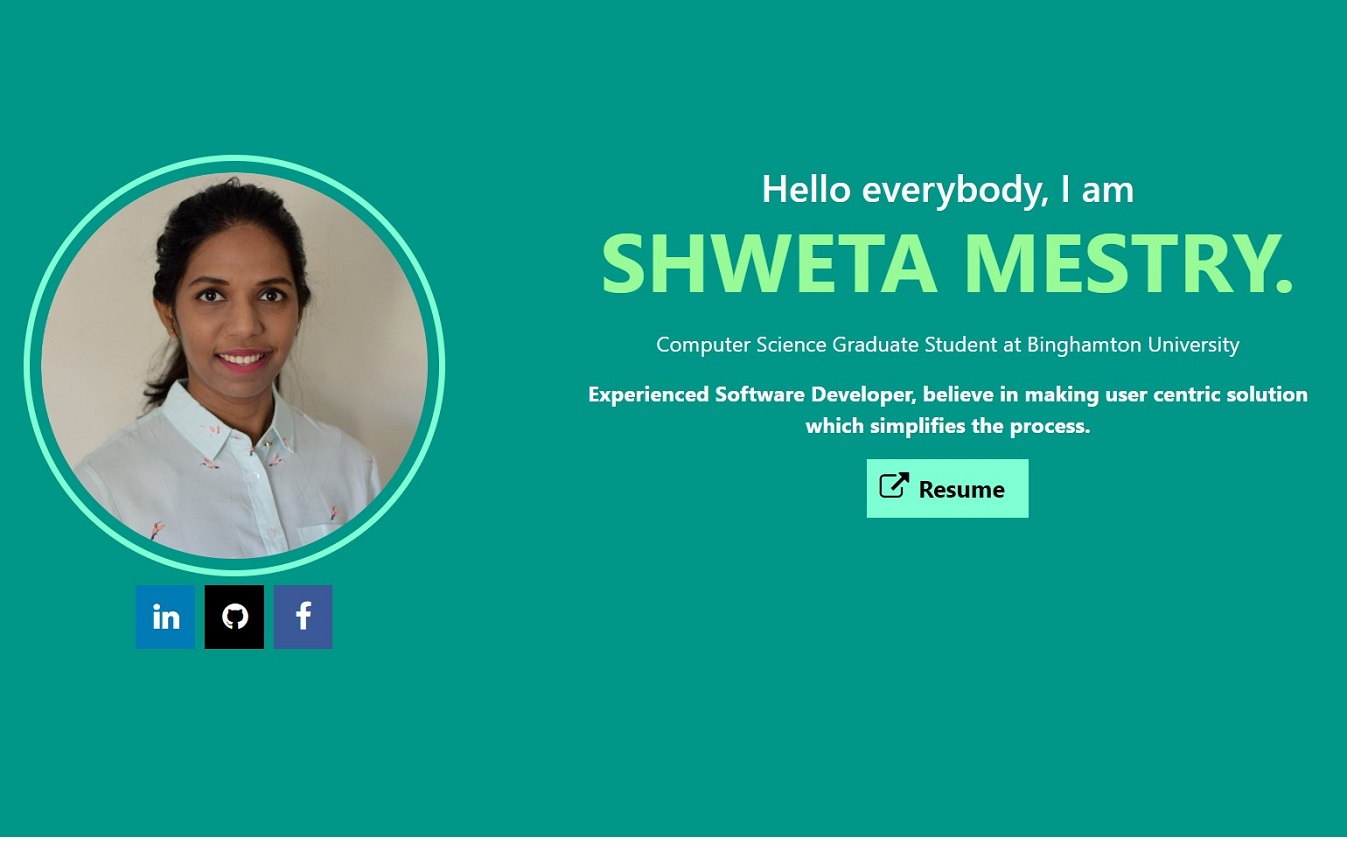 Hello everybody, I am
SHWETA MESTRY.
Computer Science Graduate Student at Binghamton University
Experienced Software Developer, believe in making user centric solution
which simplifies the process.
Resume
in
f